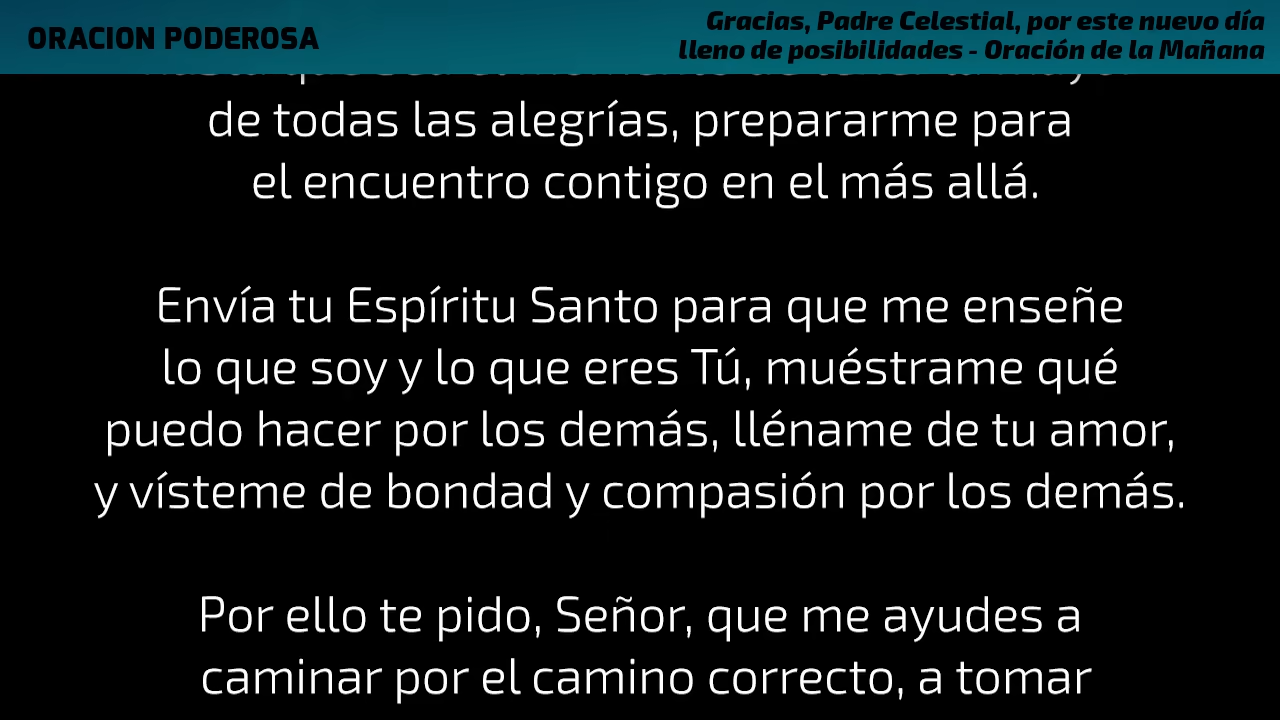 ORACION PODEROSA
Gracias, Padre Celestial, por este nuevo día
lleno de posibilidades - Oración de la Mañana
de todas las alegrías, prepararme para
el encuentro contigo en el más allá.
Envía tu Espíritu Santo para que me enseñe
lo que soy y lo que eres Tú, muéstrame qué
puedo hacer por los demás, lléname de tu amor,
y vísteme de bondad y compasión por los demás.
Por ello te pido, Señor, que me ayudes a
caminar por el camino correcto, a tomar